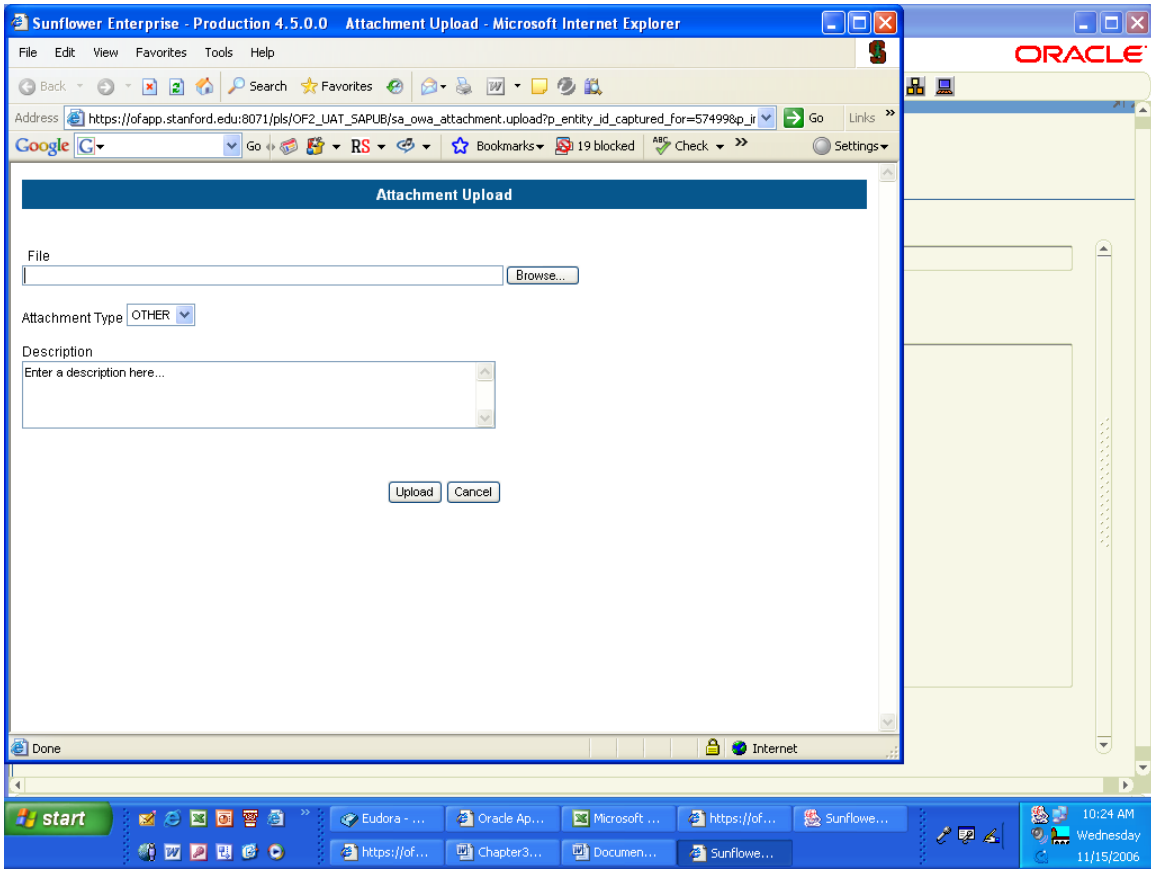 Sunflower Enterprise - Production 4.5.0.0 Attachment Upload - Microsoft Internet Explorer
File Edit View Favorites Tools Help
ORACLE
Back Search Favorites
Address https://ofapp.stanford.edu:8071/pls/OF2_UAT_SAPUB/sa_owa_attachment.upload?p_entity_id_captured_for=57499&p_ir Go Links »
Google G Go RS Bookmarks 19 blocked ABC Check » Settings
Attachment Upload
File
Browse...
Attachment Type OTHER
Description
Enter a description here...
Upload Cancel
Done Internet
start » Eudora - ... Oracle Ap... Microsoft ... https://of... Sunflowe... 10:24 AM
Wednesday
https://of... Chapter3... Documen... Sunflowe... 11/15/2006